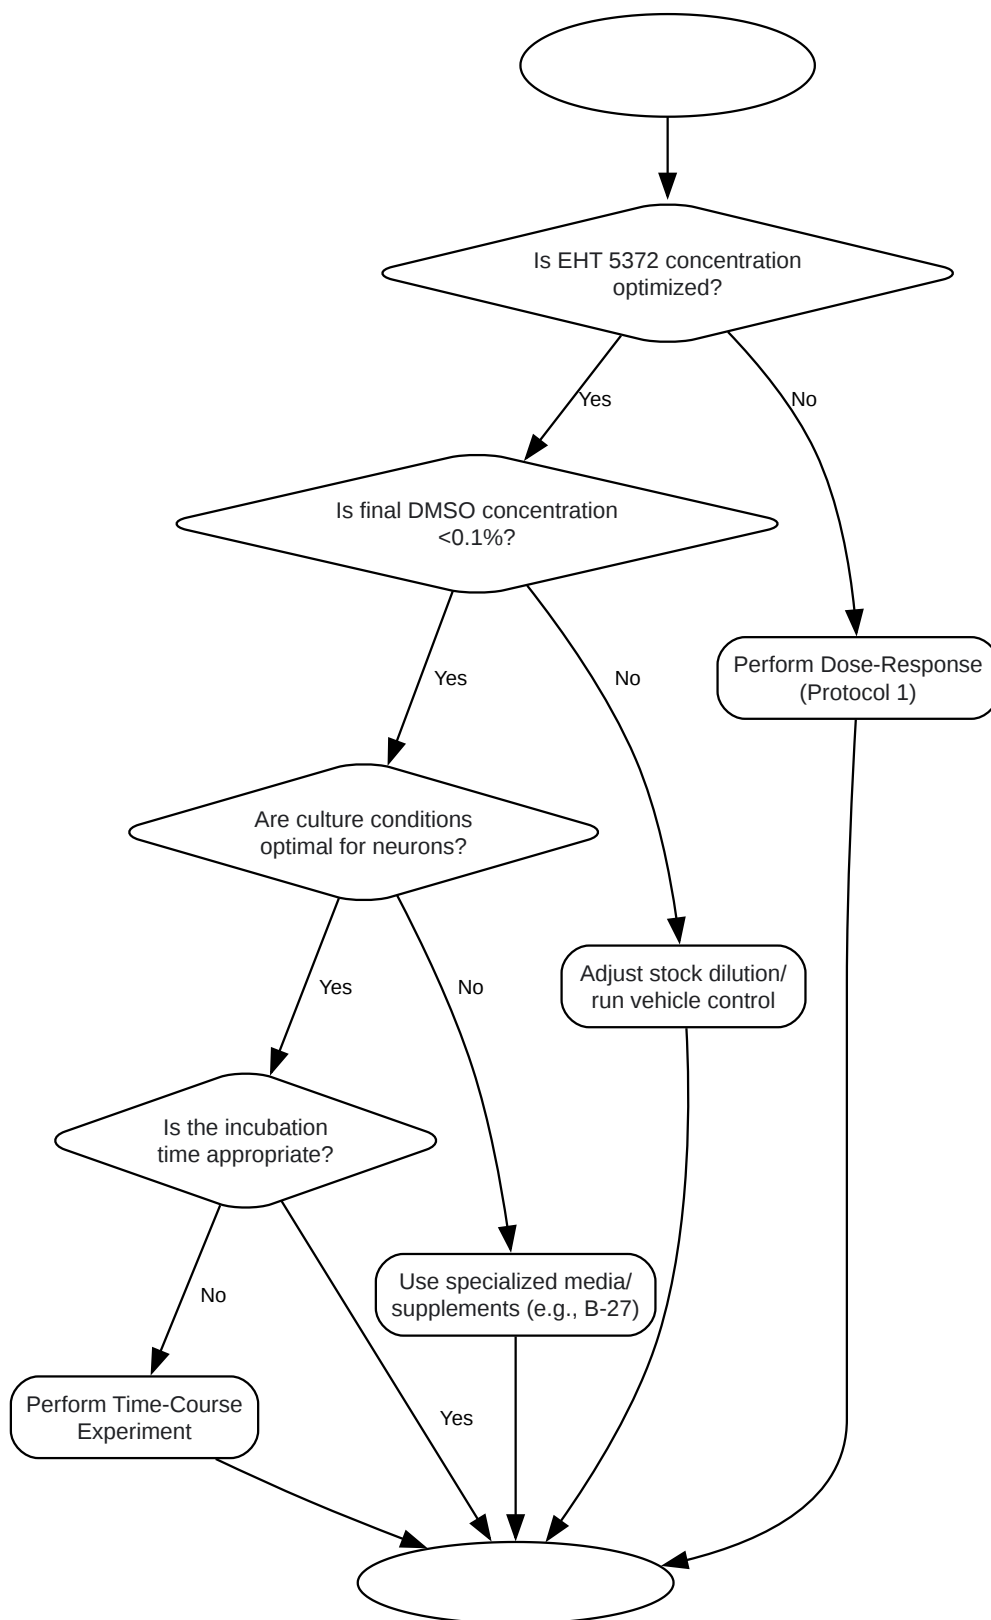 Is EHT 5372 concentration
optimized?
Yes
No
Is final DMSO concentration
<0.1%?
Yes
No
Perform Dose-Response
(Protocol 1)
Are culture conditions
optimal for neurons?
Yes
No
Adjust stock dilution/
run vehicle control
Is the incubation
time appropriate?
No
Yes
Use specialized media/
supplements (e.g., B-27)
Perform Time-Course
Experiment